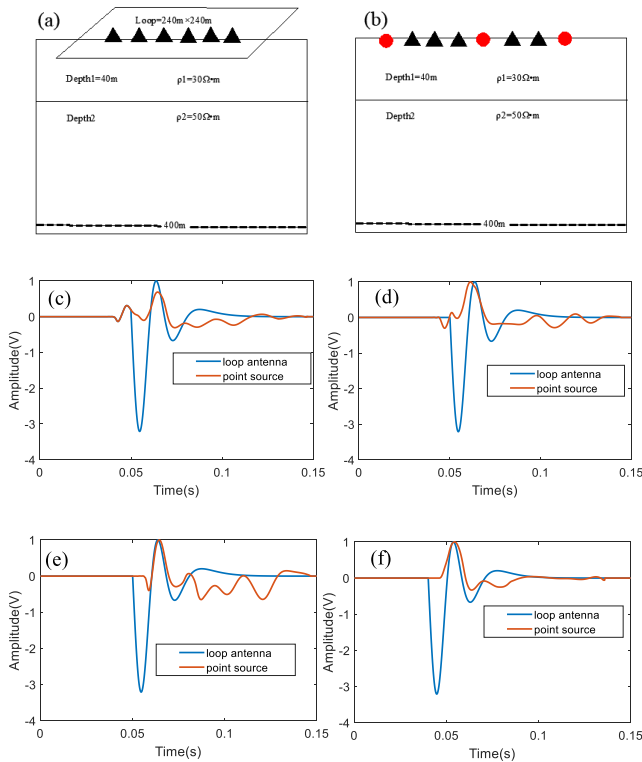 (a)
Loop=240m×240m
Depth1=40m ρ1=30Ω•m
Depth2 ρ2=50Ω•m
400m
(b)
Depth1=40m ρ1=30Ω•m
Depth2 ρ2=50Ω•m
400m
(c)
1
0
-1
-2
-3
-4
Amplitude(V)
loop antenna
point source
0 0.05 0.1 0.15
Time(s)
(d)
1
0
-1
-2
-3
-4
Amplitude(V)
loop antenna
point source
0 0.05 0.1 0.15
Time(s)
(e)
1
0
-1
-2
-3
-4
Amplitude(V)
loop antenna
point source
0 0.05 0.1 0.15
Time(s)
(f)
1
0
-1
-2
-3
-4
Amplitude(V)
loop antenna
point source
0 0.05 0.1 0.15
Time(s)